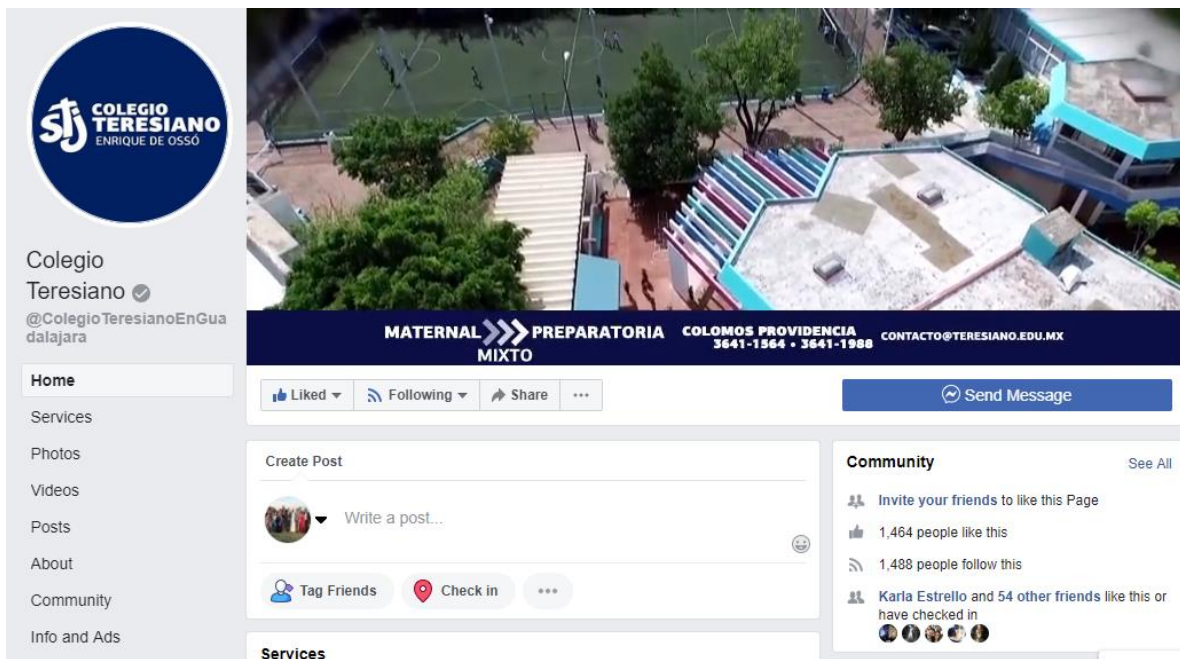 STJ COLEGIO
TERESIANO
ENRIQUE DE OSSÓ
Colegio
Teresiano
@ColegioTeresianoEnGua
dalajara
Home
Services
Photos
Videos
Posts
About
Community
Info and Ads
MATERNAL PREPARATORIA
MIXTO
COLOMOS PROVIDENCIA
3641-1564 • 3641-1988
CONTACTO@TERESIANO.EDU.MX
Liked
Following
Share
...
Send Message
Create Post
Write a post...
Tag Friends
Check in
...
Services
Community
See All
Invite your friends to like this Page
1,464 people like this
1,488 people follow this
Karla Estrello and 54 other friends like this or
have checked in